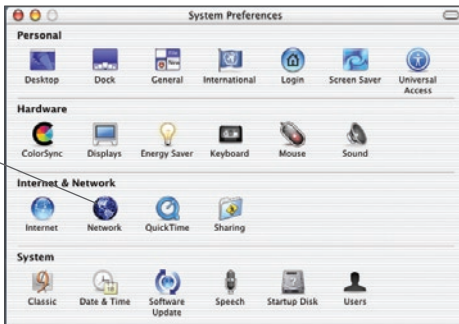 System Preferences
Personal
Desktop Dock General International Login Screen Saver Universal Access
Hardware
ColorSync Displays Energy Saver Keyboard Mouse Sound
Internet & Network
Internet Network QuickTime Sharing
System
Classic Date & Time Software Update Speech Startup Disk Users